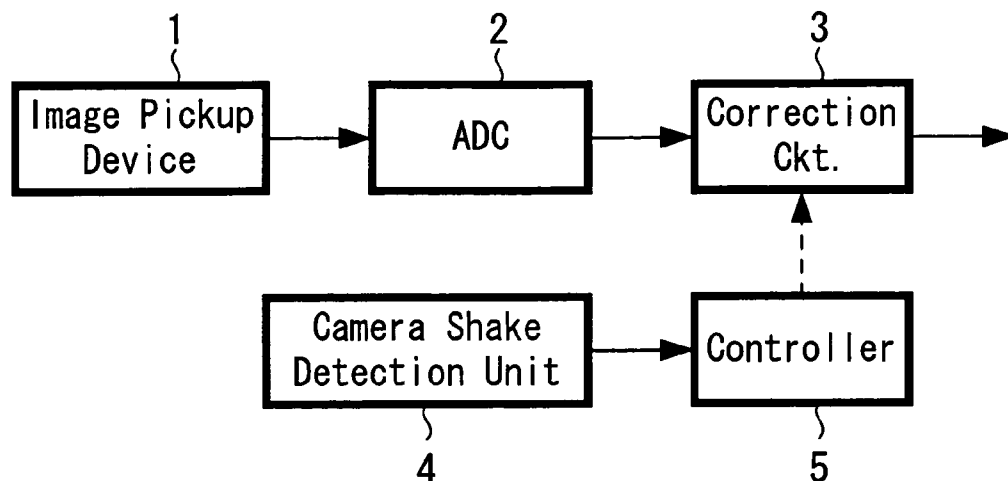 1
2
3
Image Pickup
Device
ADC
Correction
Ckt.
Camera Shake
Detection Unit
Controller
4
5